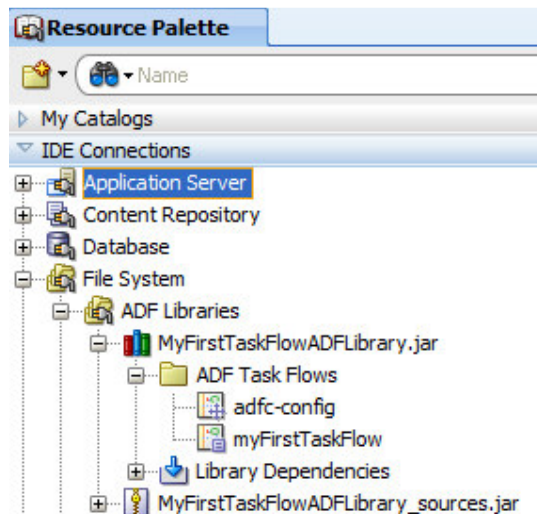 Resource Palette
Name
My Catalogs
IDE Connections
Application Server
Content Repository
Database
File System
ADF Libraries
MyFirstTaskFlowADFLibrary.jar
ADF Task Flows
adfc-config
myFirstTaskFlow
Library Dependencies
MyFirstTaskFlowADFLibrary_sources.jar